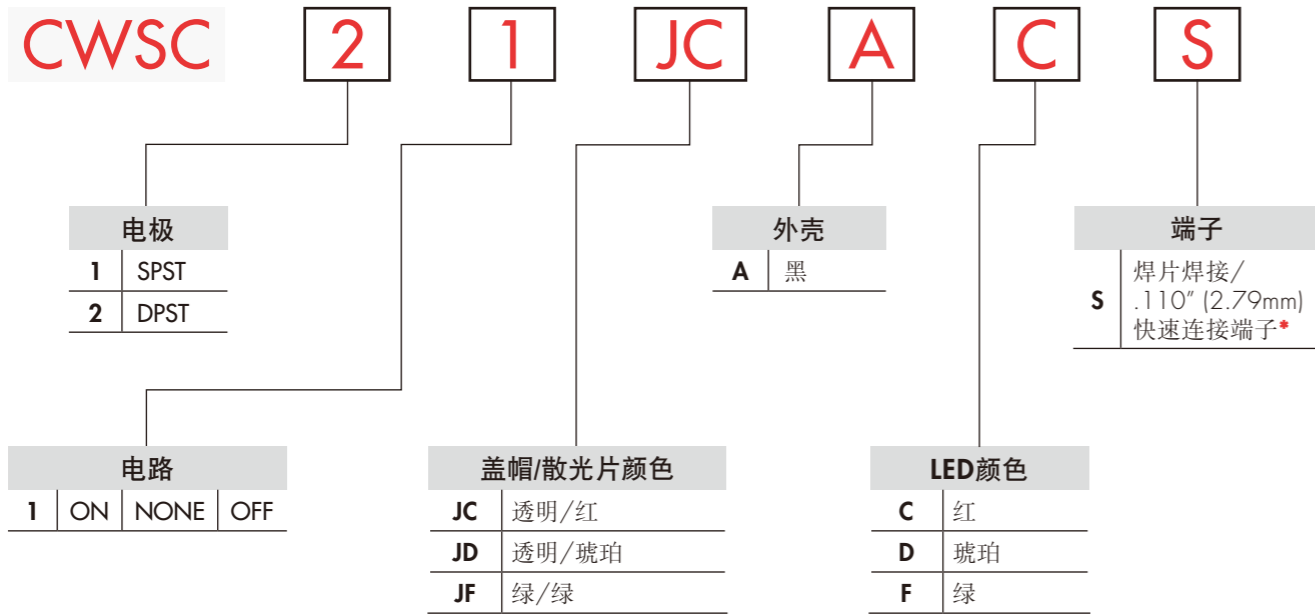 CWSC 2 1 JC A C S
电极
1 SPST
2 DPST
外壳
A 黑
端子
S 焊片焊接/
.110" (2.79mm)
快速连接端子*
电路
1 ON NONE OFF
盖帽/散光片颜色
JC 透明/红
JD 透明/琥珀
JF 绿/绿
LED颜色
C 红
D 琥珀
F 绿